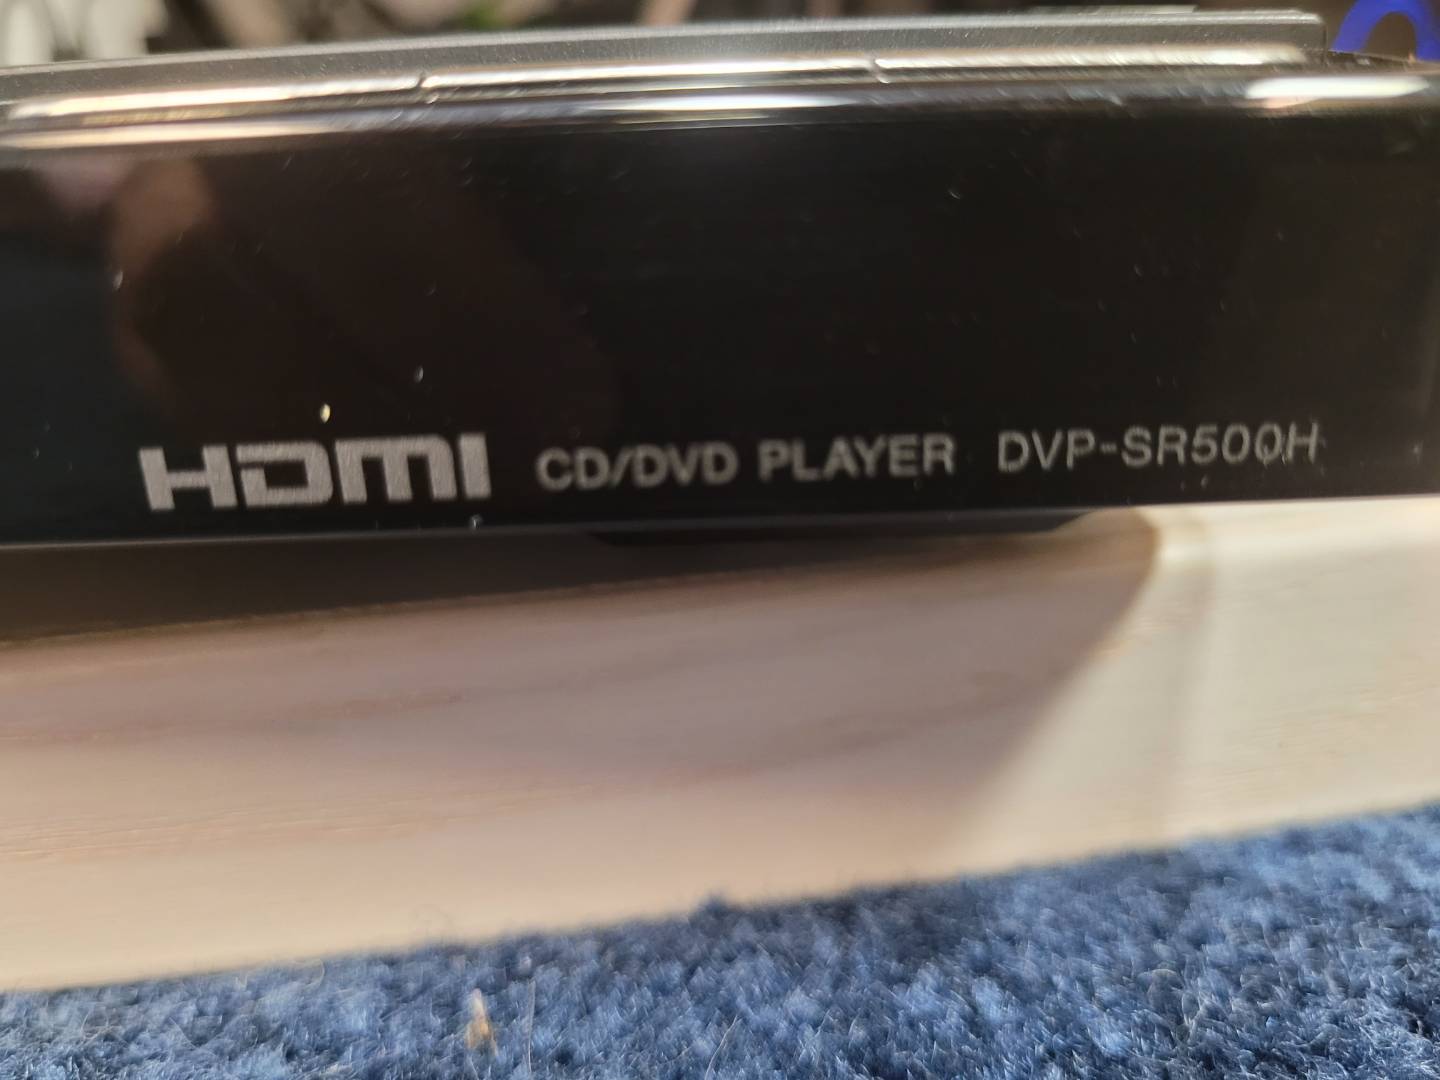 HDMI CD/DVD PLAYER DVP-SR500H